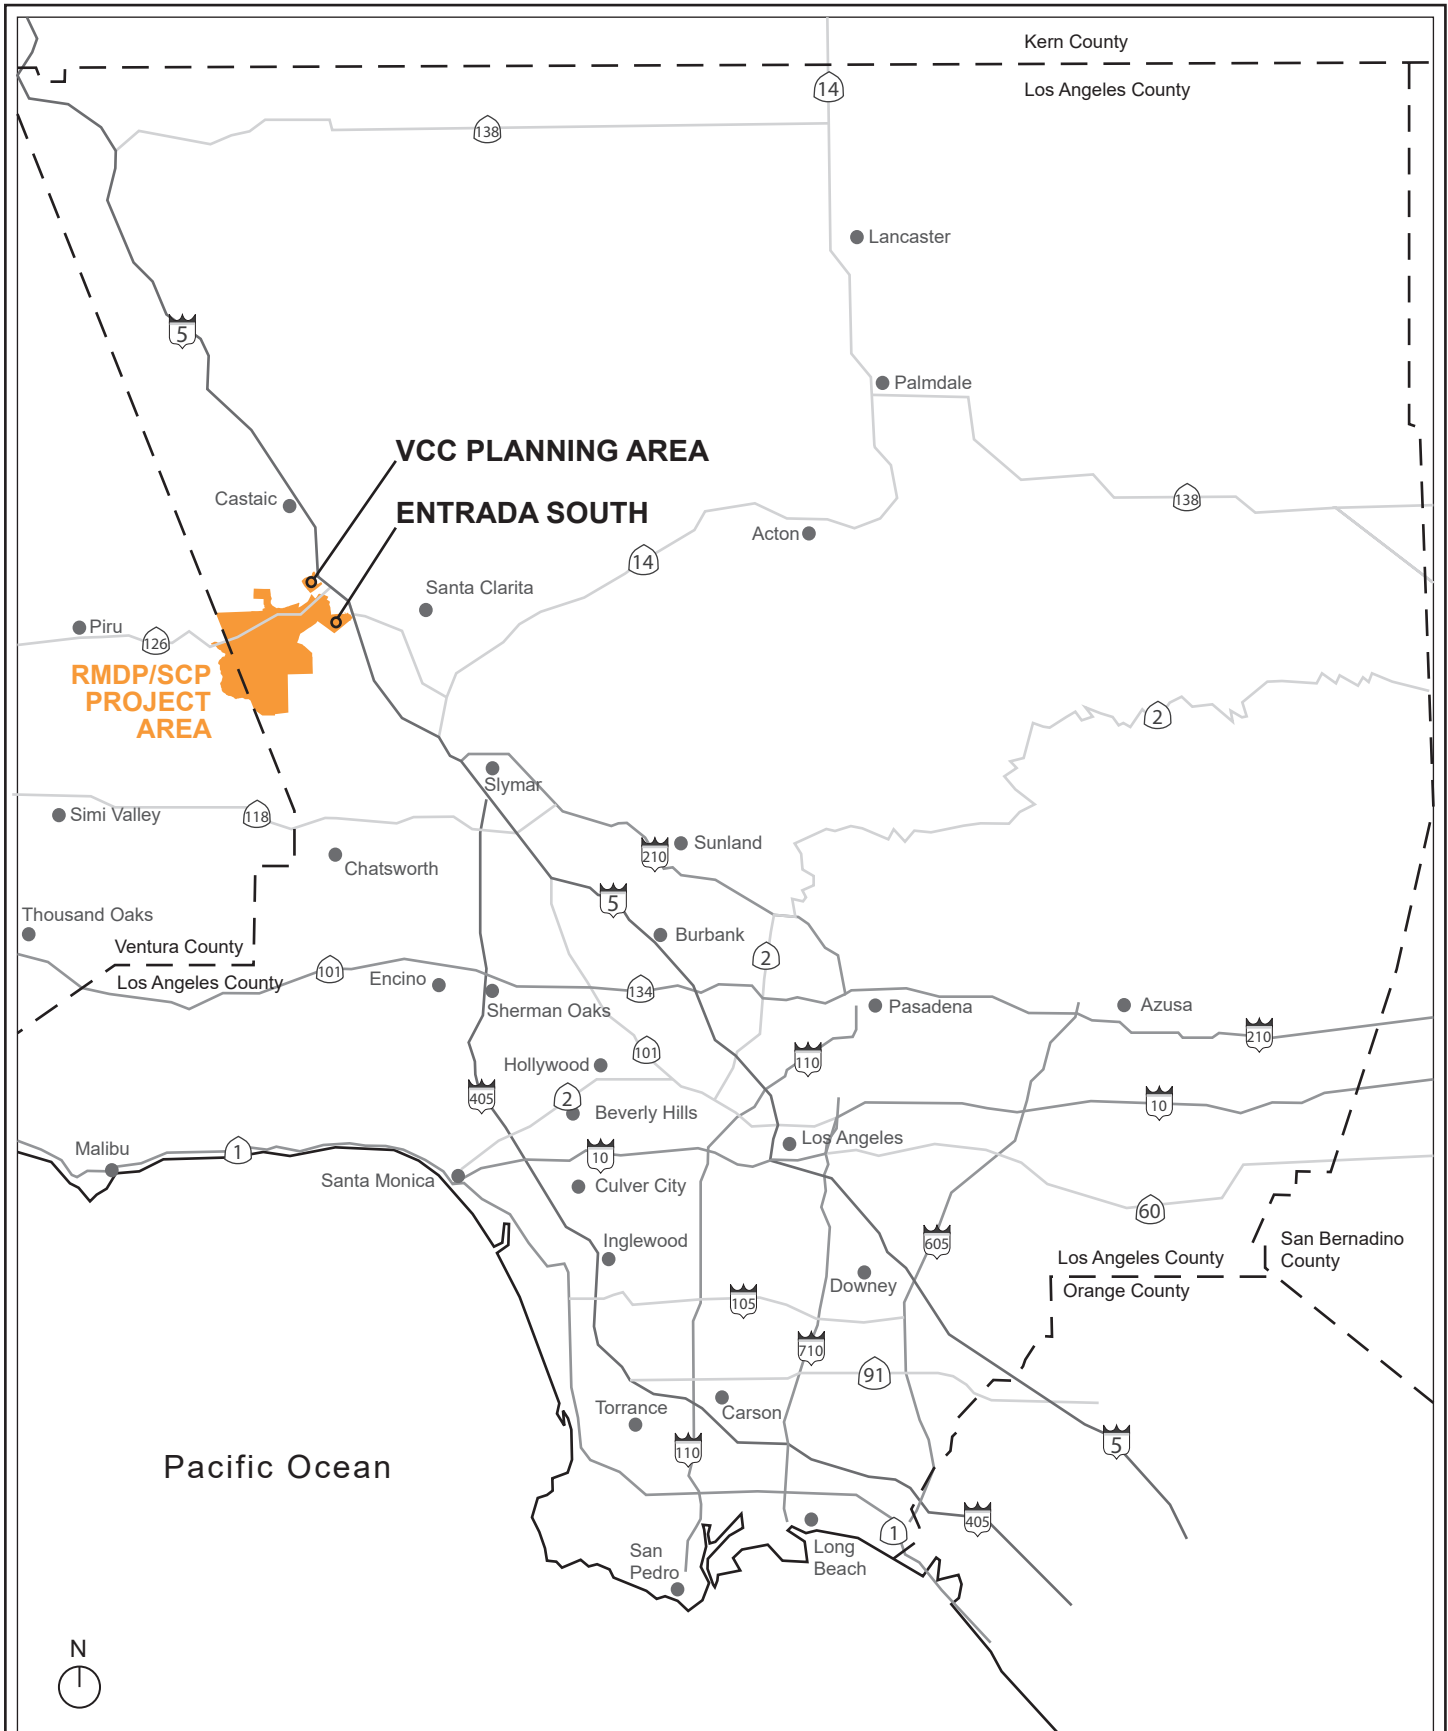 Kern County
14
Los Angeles County
138
Lancaster
5
Palmdale
VCC PLANNING AREA
Castaic
138
ENTRADA SOUTH
Acton
14
Santa Clarita
Piru
126
RMDP/SCP
PROJECT
AREA
2
Slymar
Simi Valley
118
Sunland
210
Chatsworth
5
Thousand Oaks
Burbank
Ventura County
2
101
Encino
Los Angeles County
134
Sherman Oaks
Pasadena
Azusa
210
101
Hollywood
110
405
2
10
Beverly Hills
Los Angeles
Malibu
1
10
Santa Monica
Culver City
60
Inglewood
605
San Bernadino
County
Los Angeles County
Downey
Orange County
105
710
91
Torrance
Carson
5
110
Pacific Ocean
405
1
San
Pedro
Long
Beach
N